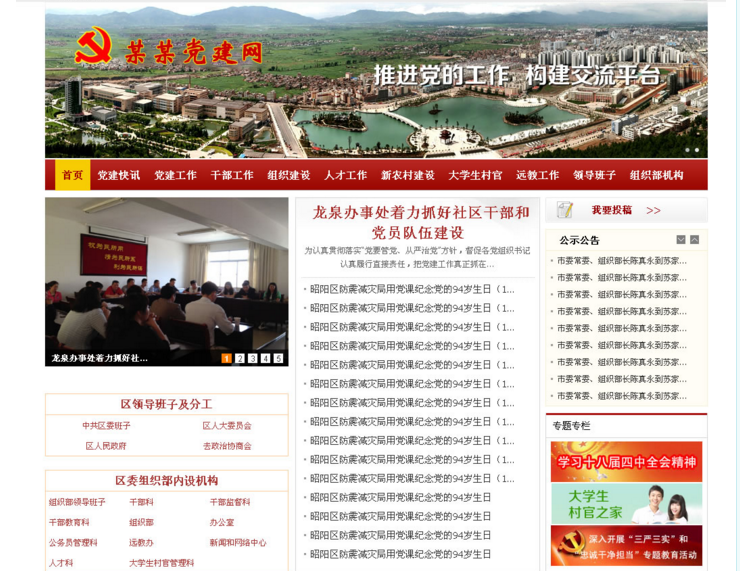 某某党建网
推进党的工作 构建交流平台
首页 党建快讯 党建工作 干部工作 组织建设 人才工作 新农村建设 大学生村官 远教工作 领导班子 组织部机构
龙泉办事处着力抓好社...
1 2 3 4 5
区领导班子及分工
中共区委班子 区人大委员会
区人民政府 去政治协商会
区委组织部内设机构
组织部领导班子 干部科 干部监督科
干部教育科 组织部 办公室
公务员管理科 远教办 新闻和网络中心
人才科 大学生村官管理科
龙泉办事处着力抓好社区干部和
党员队伍建设
为认真贯彻落实“党要管党、从严治党”方针，督促各党组织书记
认真履行直接责任，把党建工作真正抓在...
昭阳区防震减灾局用党课纪念党的94岁生日（1...
昭阳区防震减灾局用党课纪念党的94岁生日（1...
昭阳区防震减灾局用党课纪念党的94岁生日（1...
昭阳区防震减灾局用党课纪念党的94岁生日（1...
昭阳区防震减灾局用党课纪念党的94岁生日（1...
昭阳区防震减灾局用党课纪念党的94岁生日（1...
昭阳区防震减灾局用党课纪念党的94岁生日（1...
昭阳区防震减灾局用党课纪念党的94岁生日（1...
昭阳区防震减灾局用党课纪念党的94岁生日（1...
昭阳区防震减灾局用党课纪念党的94岁生日（1...
昭阳区防震减灾局用党课纪念党的94岁生日（1...
昭阳区防震减灾局用党课纪念党的94岁生日
昭阳区防震减灾局用党课纪念党的94岁生日
昭阳区防震减灾局用党课纪念党的94岁生日
昭阳区防震减灾局用党课纪念党的94岁生日
我要投稿 >>
公示公告
市委常委、组织部长陈真永到苏家...
市委常委、组织部长陈真永到苏家...
市委常委、组织部长陈真永到苏家...
市委常委、组织部长陈真永到苏家...
市委常委、组织部长陈真永到苏家...
市委常委、组织部长陈真永到苏家...
市委常委、组织部长陈真永到苏家...
市委常委、组织部长陈真永到苏家...
市委常委、组织部长陈真永到苏家...
专题专栏
学习十八届四中全会精神
大学生
村官之家
深入开展“三严三实”和
“忠诚干净担当”专题教育活动